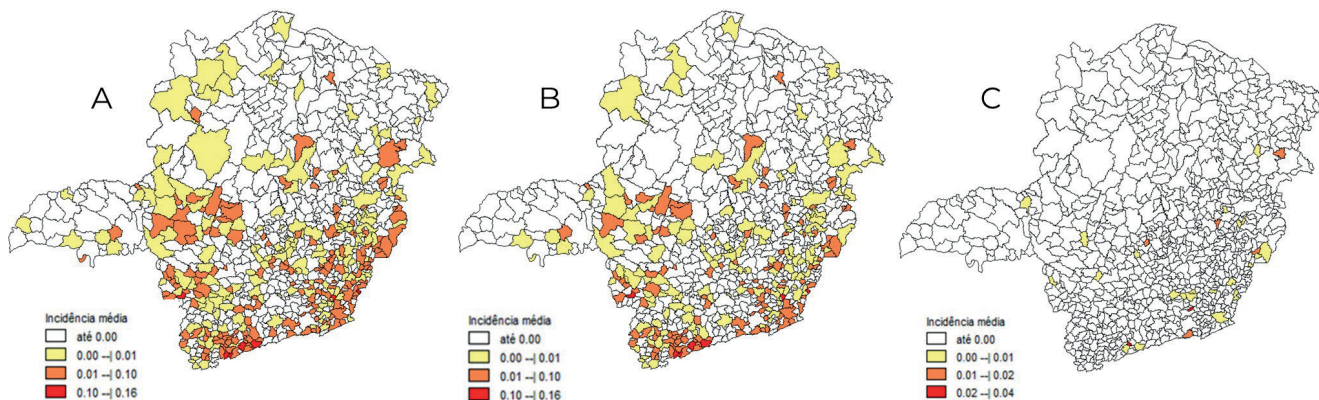 A
Incidência média
até 0.00
0.00 --| 0.01
0.01 --| 0.10
0.10 --| 0.16
B
Incidência média
até 0.00
0.00 --| 0.01
0.01 --| 0.10
0.10 --| 0.16
C
Incidência média
até 0.00
0.00 --| 0.01
0.01 --| 0.02
0.02 --| 0.04